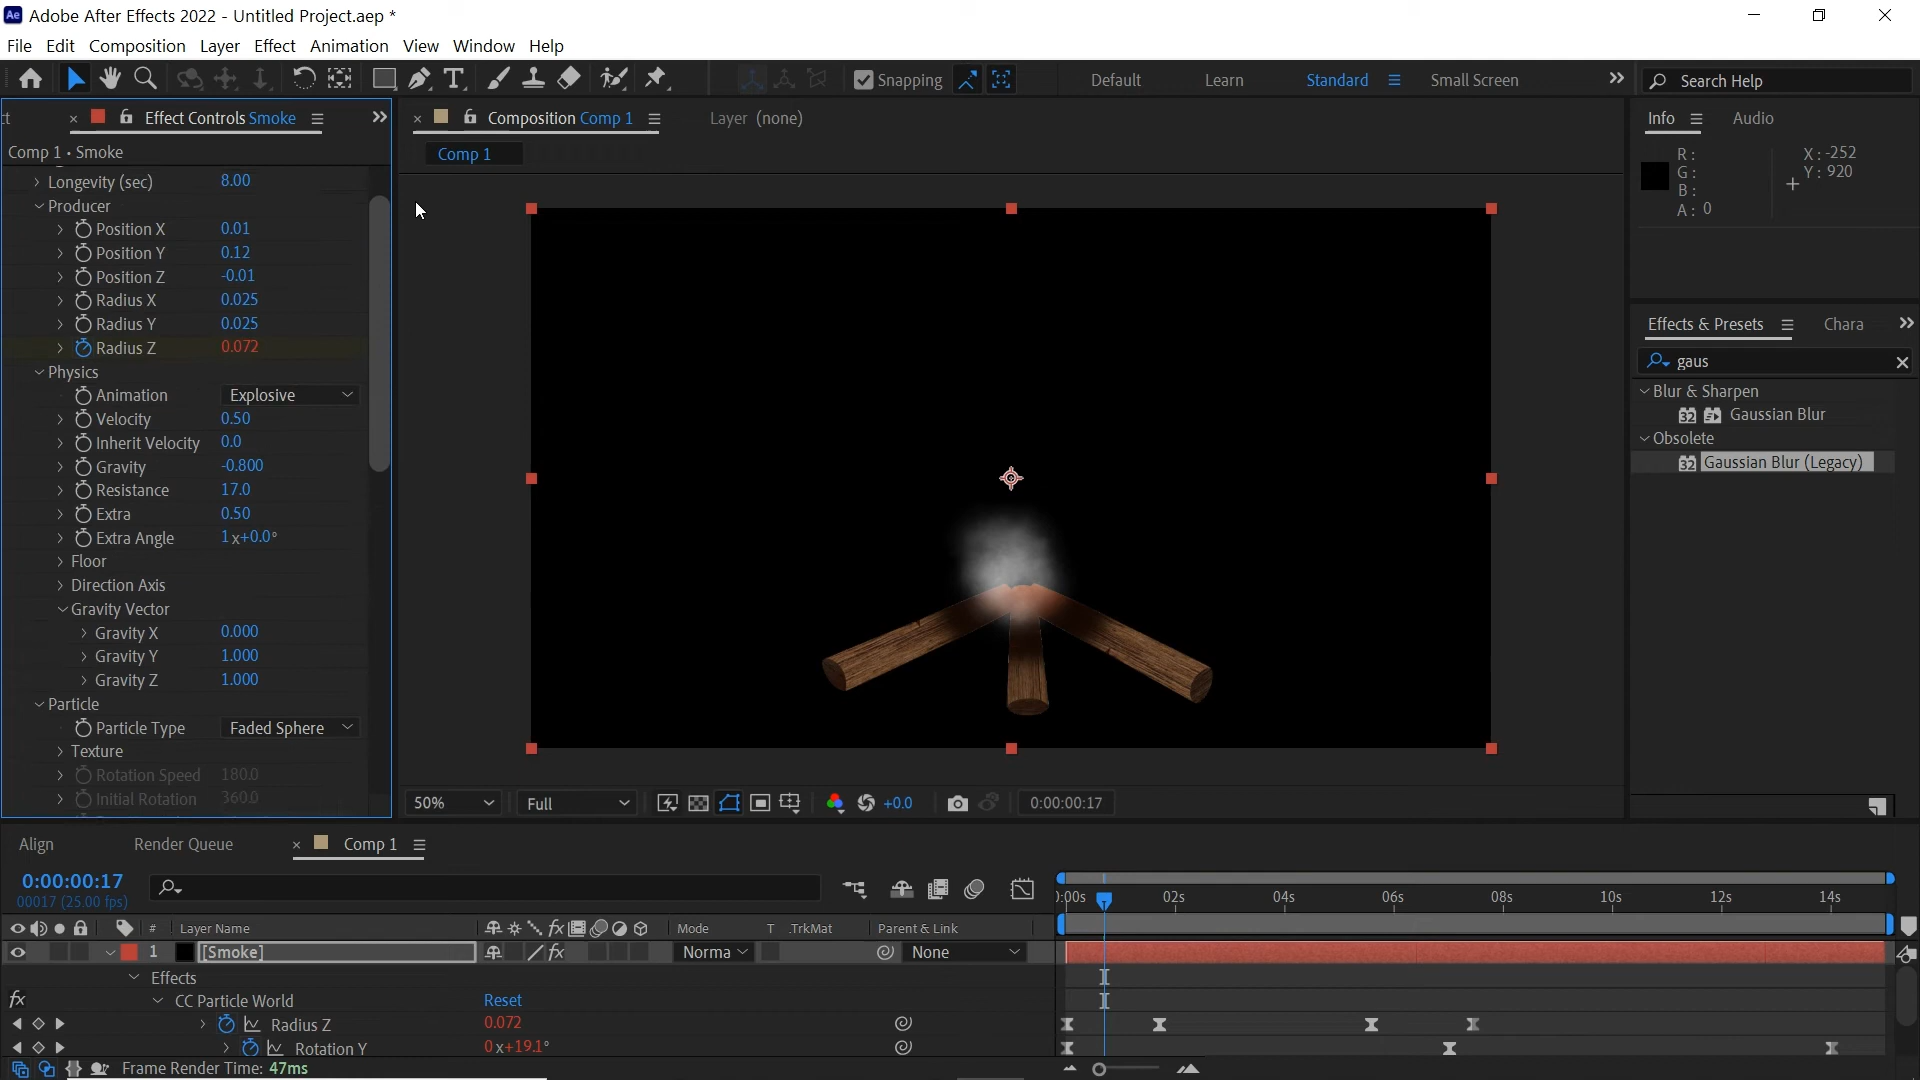 Ae Adobe After Effects 2022 - Untitled Project.aep *
File Edit Composition Layer Effect Animation View Window Help
Snapping Default Learn Standard Small Screen Search Help
ct Effect Controls Smoke
Composition Comp 1 Layer (none)
Info Audio
Comp 1 • Smoke
Comp 1
R: X: -252
G: Y: 920
B:
A: 0
Longevity (sec) 8.00
Producer
Position X 0.01
Position Y 0.12
Position Z -0.01
Radius X 0.025
Radius Y 0.025
Radius Z 0.072
Physics
Animation Explosive
Velocity 0.50
Inherit Velocity 0.0
Gravity -0.800
Resistance 17.0
Extra 0.50
Extra Angle 1x+0.0°
Floor
Direction Axis
Gravity Vector
Gravity X 0.000
Gravity Y 1.000
Gravity Z 1.000
Particle
Particle Type Faded Sphere
Texture
Rotation Speed 180.0
Initial Rotation 360.0
Effects & Presets Chara
gaus
Blur & Sharpen
32 Gaussian Blur
Obsolete
32 Gaussian Blur (Legacy)
50% Full +0.0 0:00:00:17
Align Render Queue Comp 1
0:00:00:17
00017 (25.00 fps)
):00s 02s 04s 06s 08s 10s 12s 14s
# Layer Name fx Mode T .TrkMat Parent & Link
1 [Smoke] fx Norma None
Effects
fx CC Particle World Reset
Radius Z 0.072
Rotation Y 0x+19.1°
Frame Render Time: 47ms